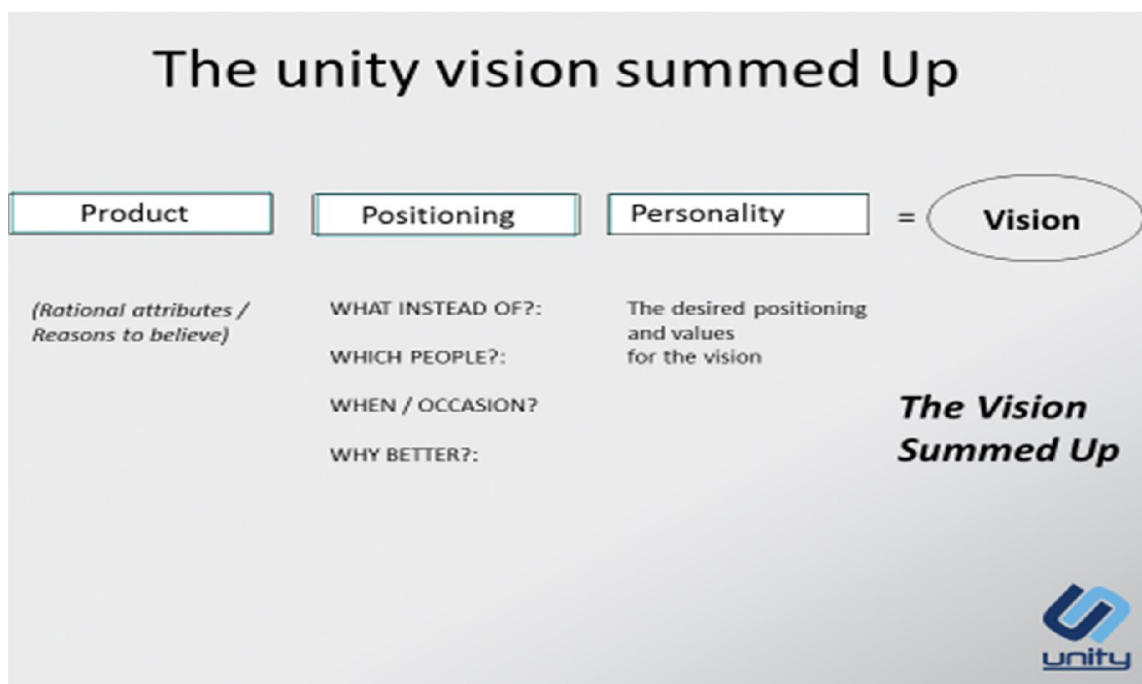 The unity vision summed Up
Product
Positioning
Personality
=
Vision
(Rational attributes /
Reasons to believe)
WHAT INSTEAD OF?:
WHICH PEOPLE?:
WHEN / OCCASION?
WHY BETTER?:
The desired positioning
and values
for the vision
The Vision
Summed Up
unity